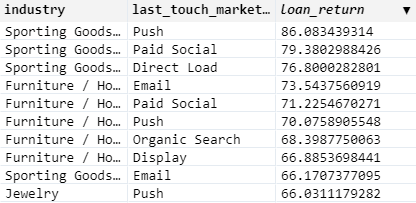 industry last_touch_market… loan_return ▼
Sporting Goods… Push 86.083439314
Sporting Goods… Paid Social 79.3802988426
Sporting Goods… Direct Load 76.8000282801
Furniture / Ho… Email 73.5437560919
Furniture / Ho… Paid Social 71.2254670271
Furniture / Ho… Push 70.0758905548
Furniture / Ho… Organic Search 68.3987750063
Furniture / Ho… Display 66.8853698441
Sporting Goods… Email 66.1707377095
Jewelry Push 66.0311179282